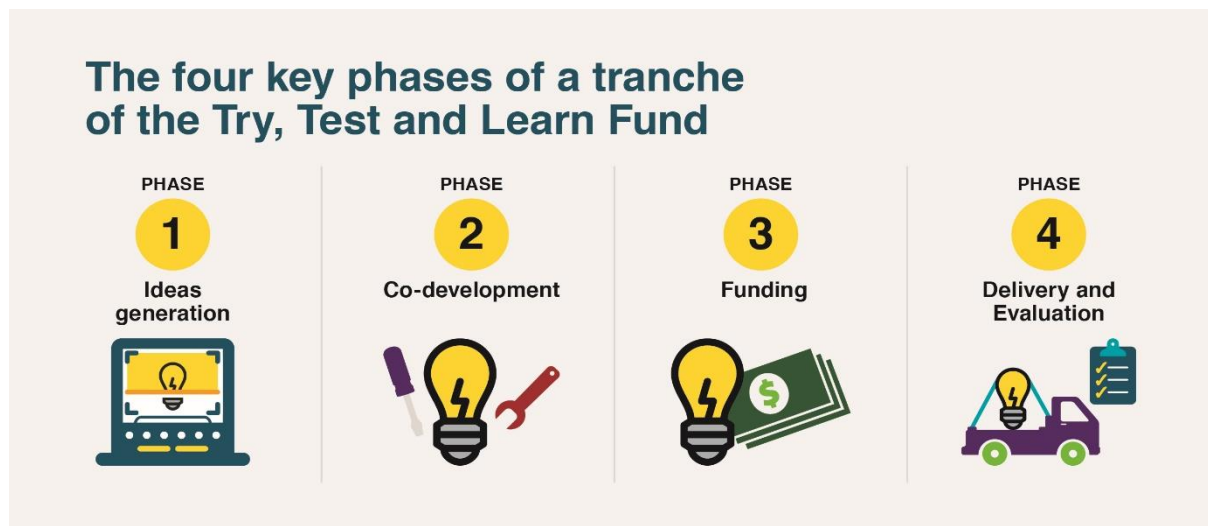 The four key phases of a tranche
of the Try, Test and Learn Fund
PHASE
1
Ideas
generation
PHASE
2
Co-development
PHASE
3
Funding
$
PHASE
4
Delivery and
Evaluation